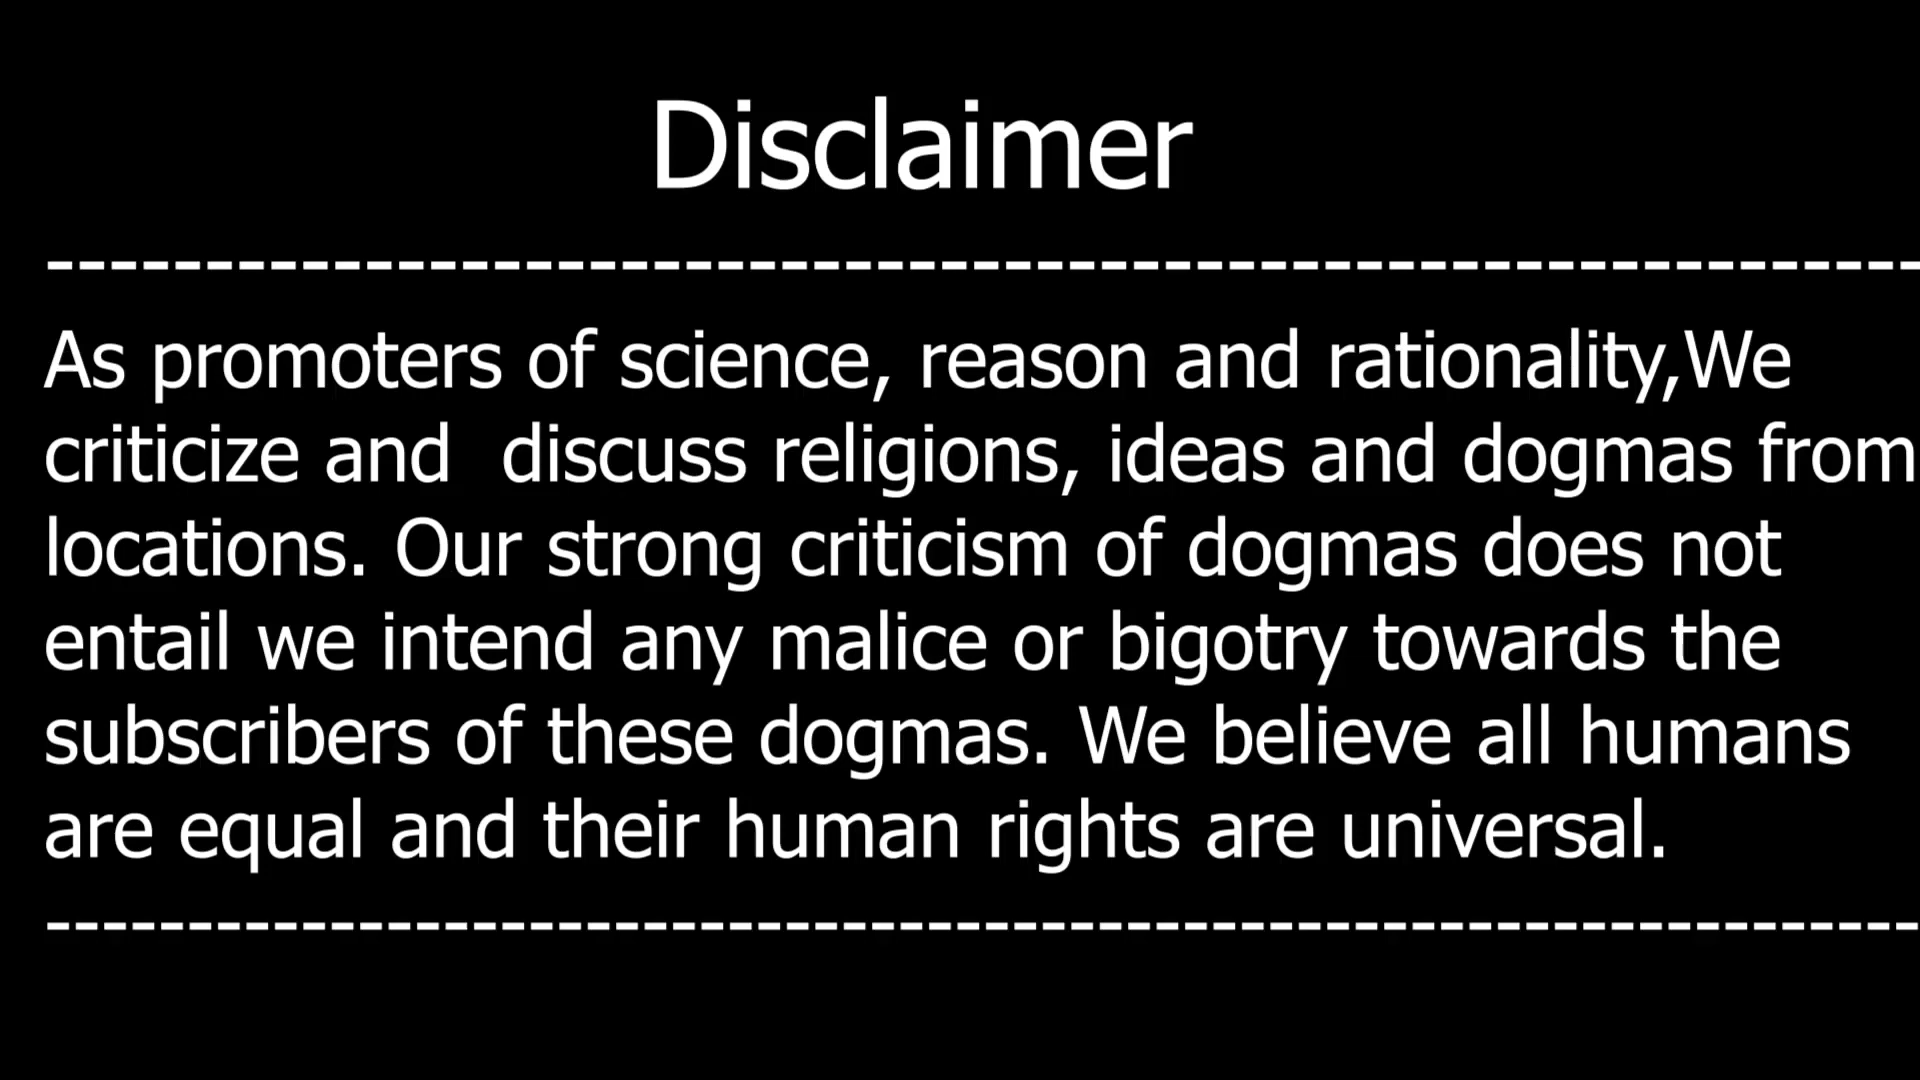 Disclaimer
------------------------------------------------------------
As promoters of science, reason and rationality,We
criticize and  discuss religions, ideas and dogmas from
locations. Our strong criticism of dogmas does not
entail we intend any malice or bigotry towards the
subscribers of these dogmas. We believe all humans
are equal and their human rights are universal.
------------------------------------------------------------------